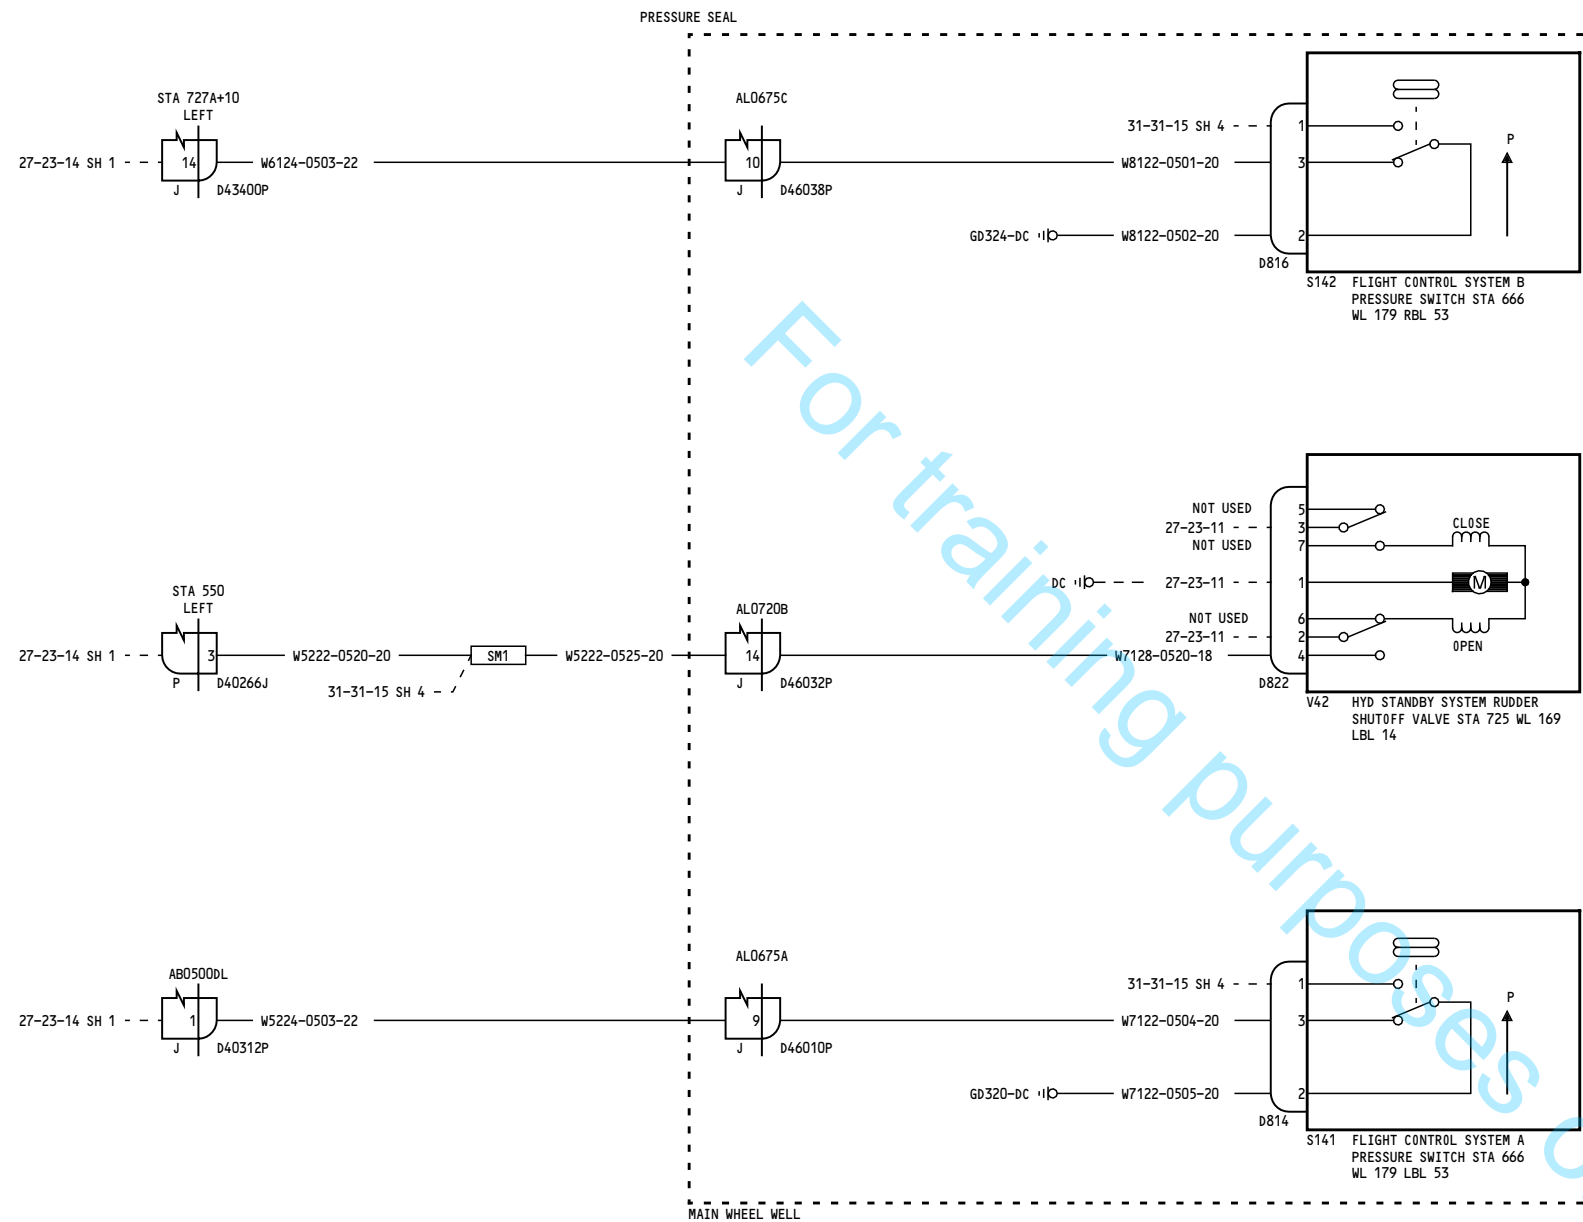 PRESSURE SEAL
STA 727A+10
LEFT
27-23-14 SH 1
14
J
D43400P
W6124-0503-22
AL0675C
10
J
D46038P
31-31-15 SH 4
W8122-0501-20
GD324-DC
W8122-0502-20
1
3
2
D816
P
S142 FLIGHT CONTROL SYSTEM B
PRESSURE SWITCH STA 666
WL 179 RBL 53
STA 550
LEFT
27-23-14 SH 1
3
P
D40266J
W5222-0520-20
SM1
31-31-15 SH 4
W5222-0525-20
AL0720B
14
J
D46032P
W7128-0520-18
NOT USED
27-23-11
NOT USED
DC
27-23-11
NOT USED
27-23-11
5
3
7
1
6
2
4
D822
CLOSE
M
OPEN
V42 HYD STANDBY SYSTEM RUDDER
SHUTOFF VALVE STA 725 WL 169
LBL 14
AB0500DL
27-23-14 SH 1
1
J
D40312P
W5224-0503-22
AL0675A
9
J
D46010P
31-31-15 SH 4
W7122-0504-20
GD320-DC
W7122-0505-20
1
3
2
D814
P
S141 FLIGHT CONTROL SYSTEM A
PRESSURE SWITCH STA 666
WL 179 LBL 53
MAIN WHEEL WELL
For training purposes